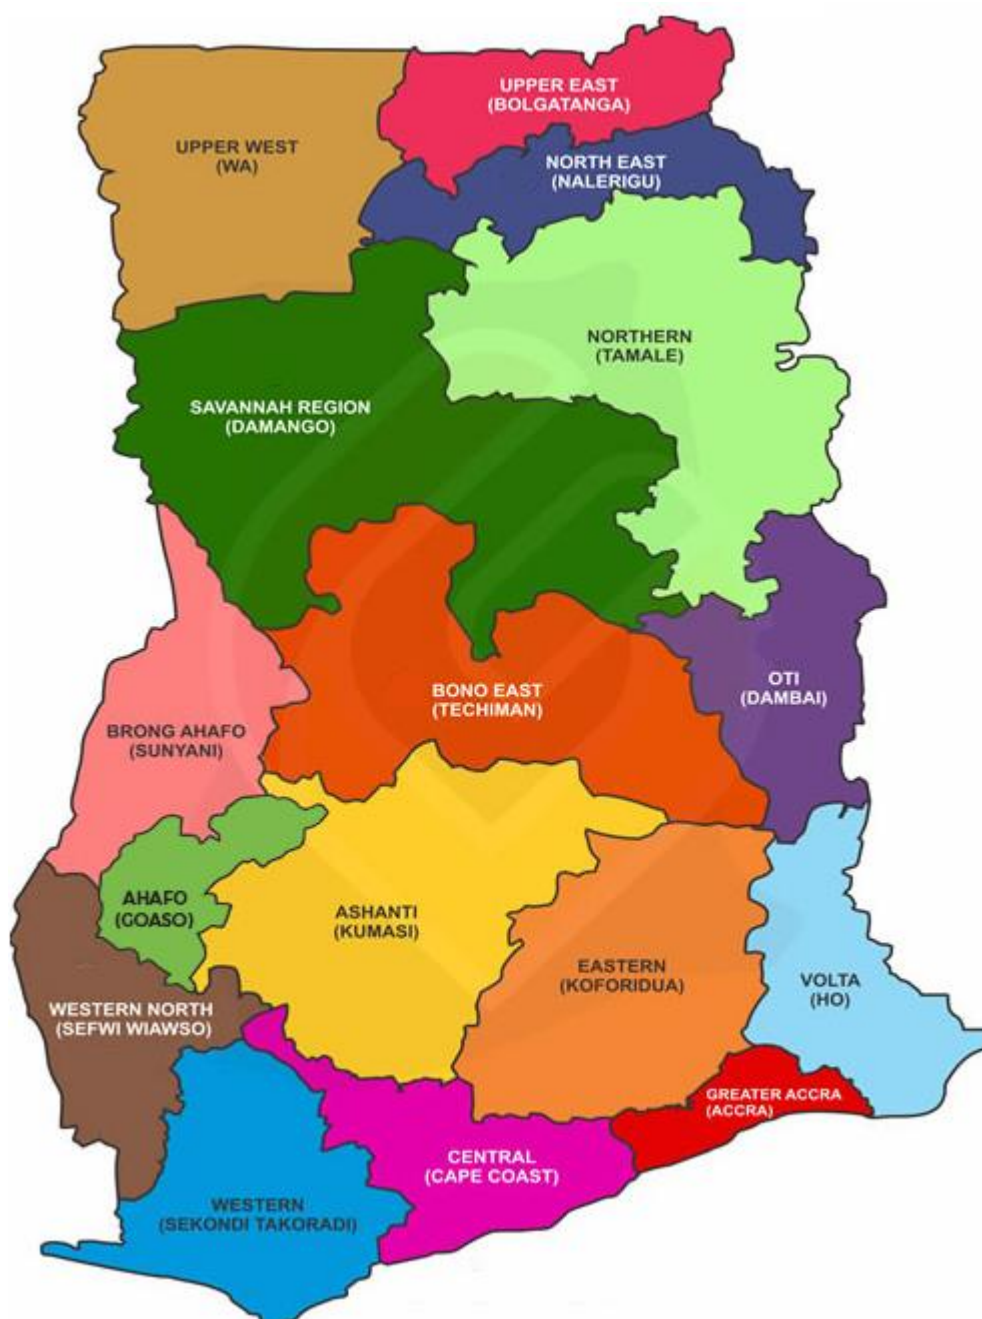 UPPER EAST
(BOLGATANGA)
UPPER WEST
(WA)
NORTH EAST
(NALERIGU)
NORTHERN
(TAMALE)
SAVANNAH REGION
(DAMANGO)
OTI
(DAMBAI)
BONO EAST
(TECHIMAN)
BRONG AHAFO
(SUNYANI)
AHAFO
(GOASO)
ASHANTI
(KUMASI)
EASTERN
(KOFORIDUA)
VOLTA
(HO)
WESTERN NORTH
(SEFWI WIAWSO)
GREATER ACCRA
(ACCRA)
CENTRAL
(CAPE COAST)
WESTERN
(SEKONDI TAKORADI)